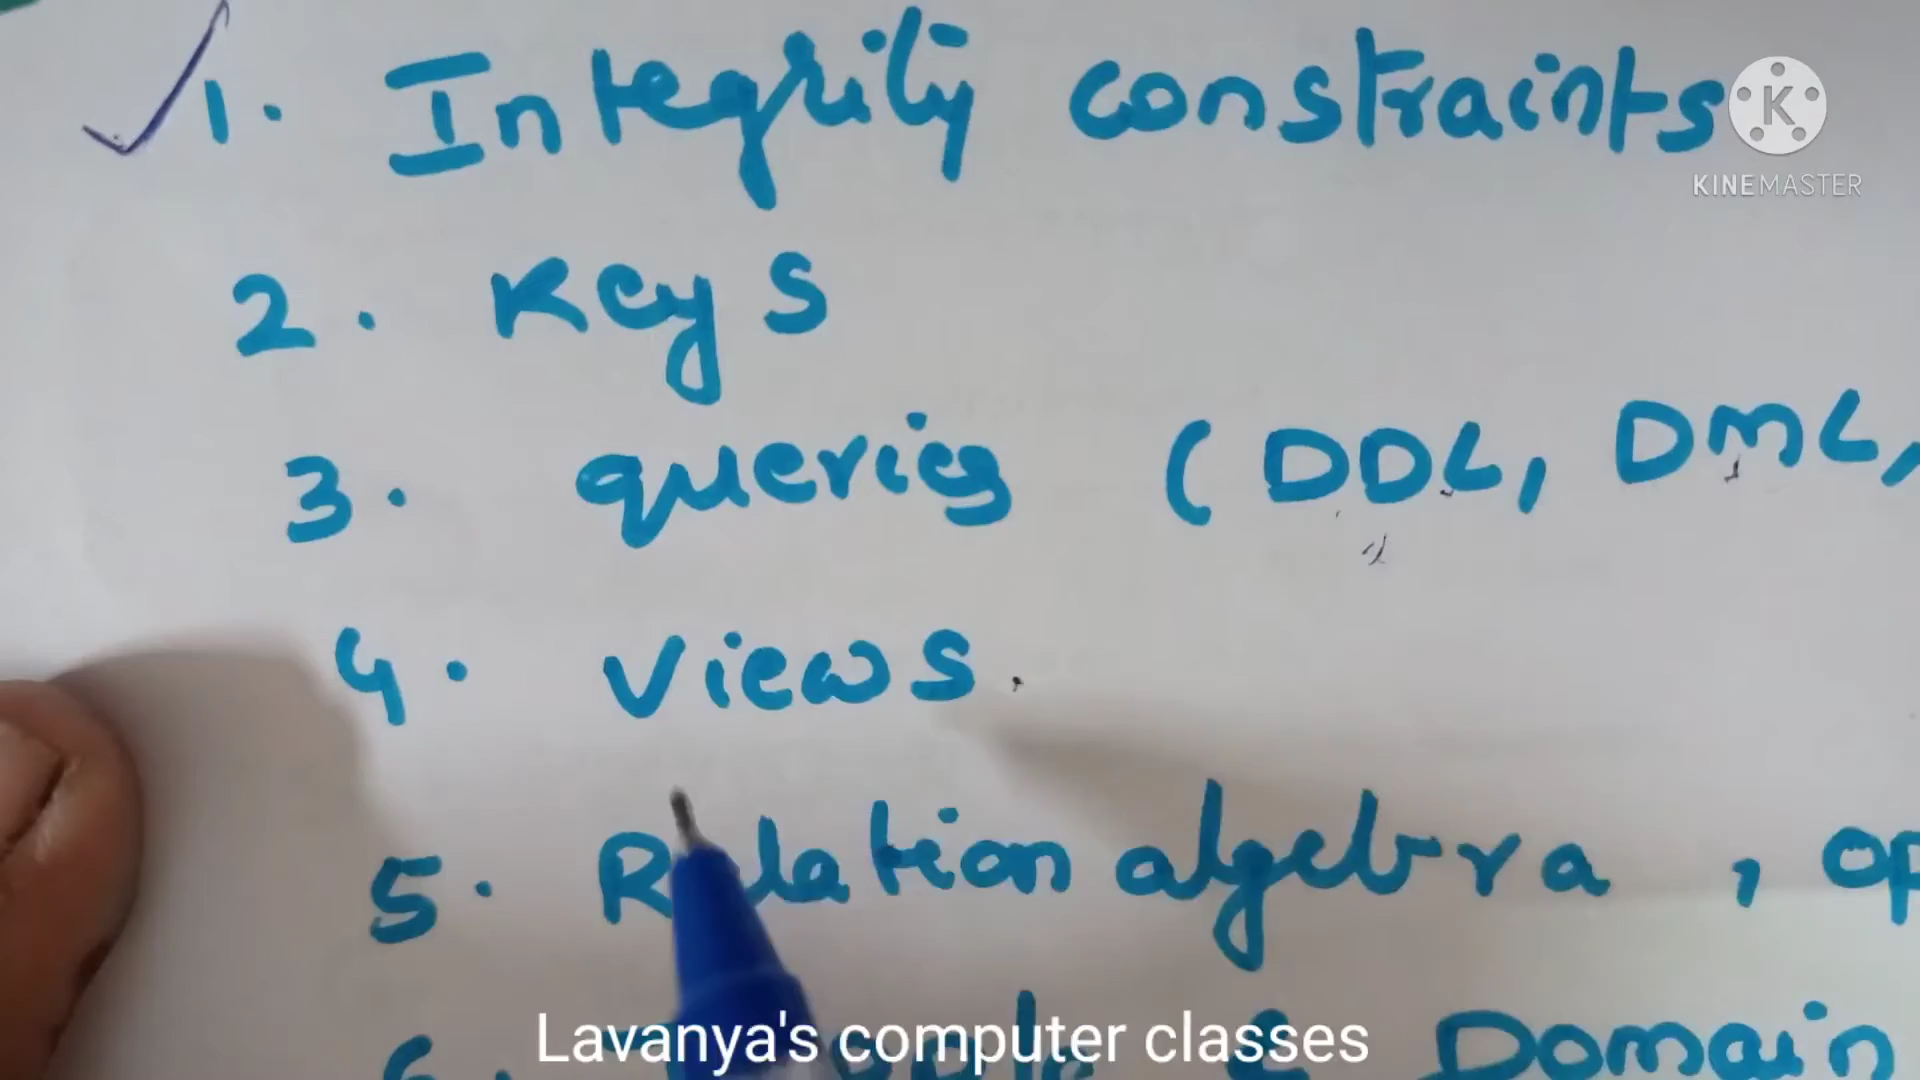 1. Integrity constraints
KINEMASTER
2. Keys
3. queries (DDL, DML,
4. Views.
5. Relation algebra, op
6. & Domain
Lavanya's computer classes